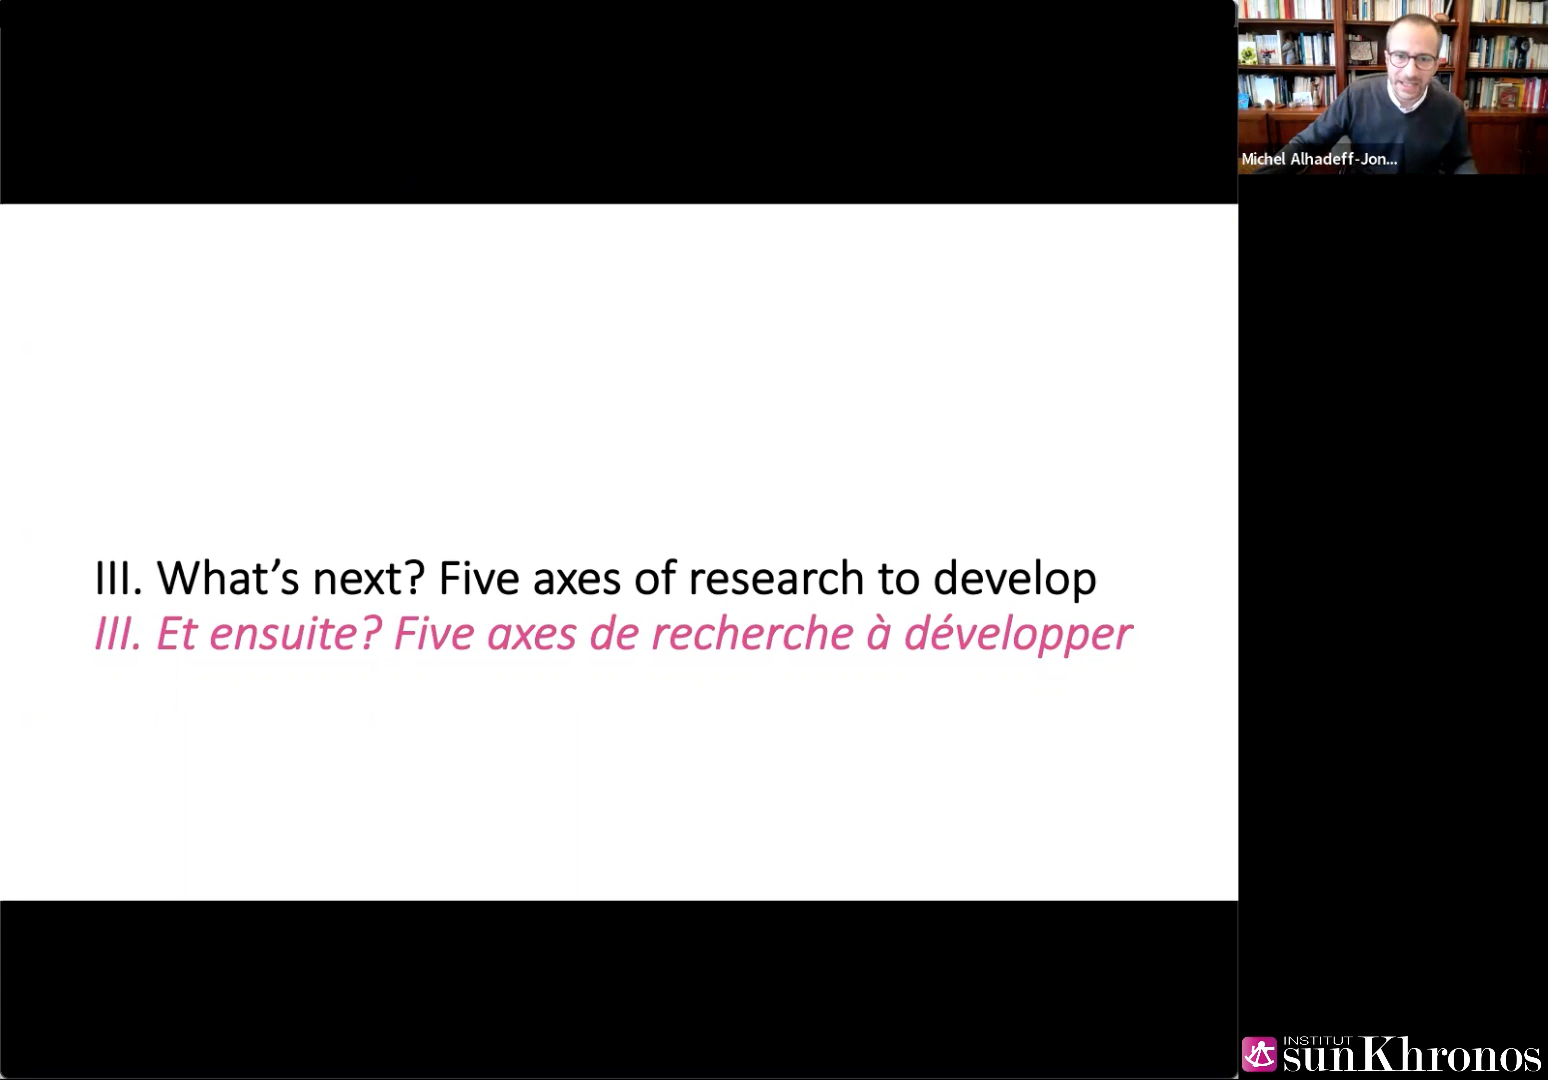 Michel Alhadeff-Jon...
III. What's next? Five axes of research to develop
III. Et ensuite? Five axes de recherche à développer
INSTITUT
sunKhronos